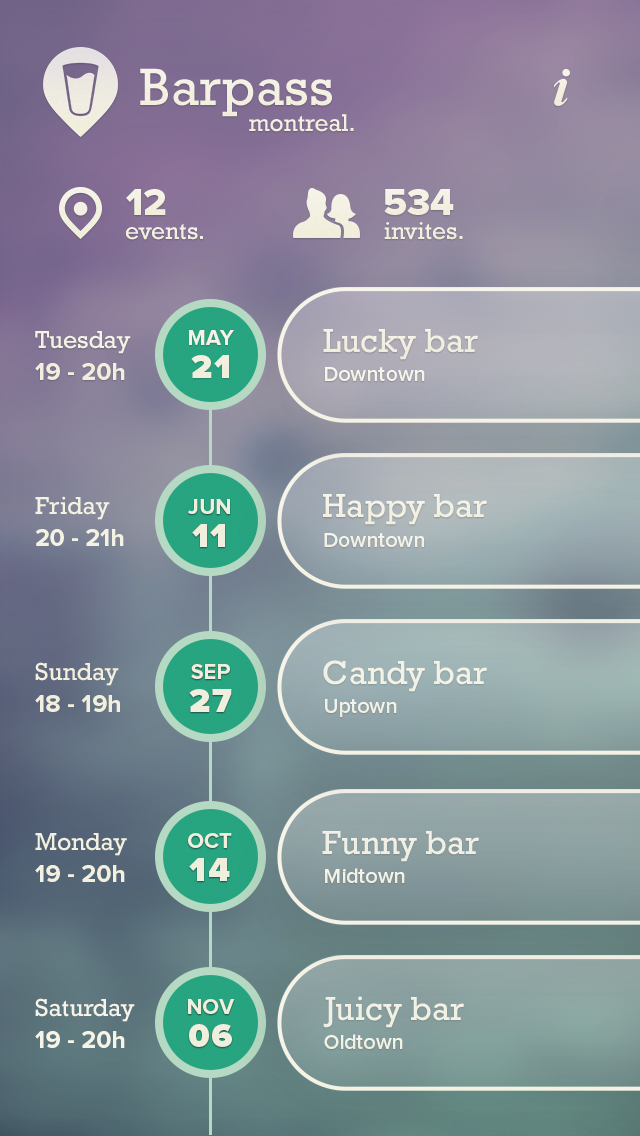 Barpass
montreal.
i
12
events.
534
invites.
Tuesday
19 - 20h
MAY
21
Lucky bar
Downtown
Friday
20 - 21h
JUN
11
Happy bar
Downtown
Sunday
18 - 19h
SEP
27
Candy bar
Uptown
Monday
19 - 20h
OCT
14
Funny bar
Midtown
Saturday
19 - 20h
NOV
06
Juicy bar
Oldtown